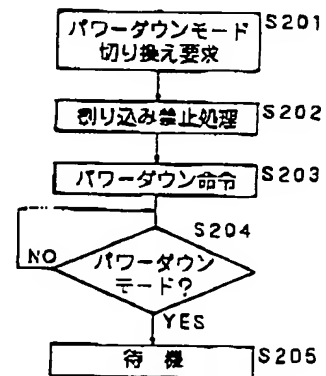 パワーダウンモード S201
切り換え要求
割り込み禁止処理 S202
パワーダウン命令 S203
S204
NO パワーダウン
モード?
YES
待機 S205